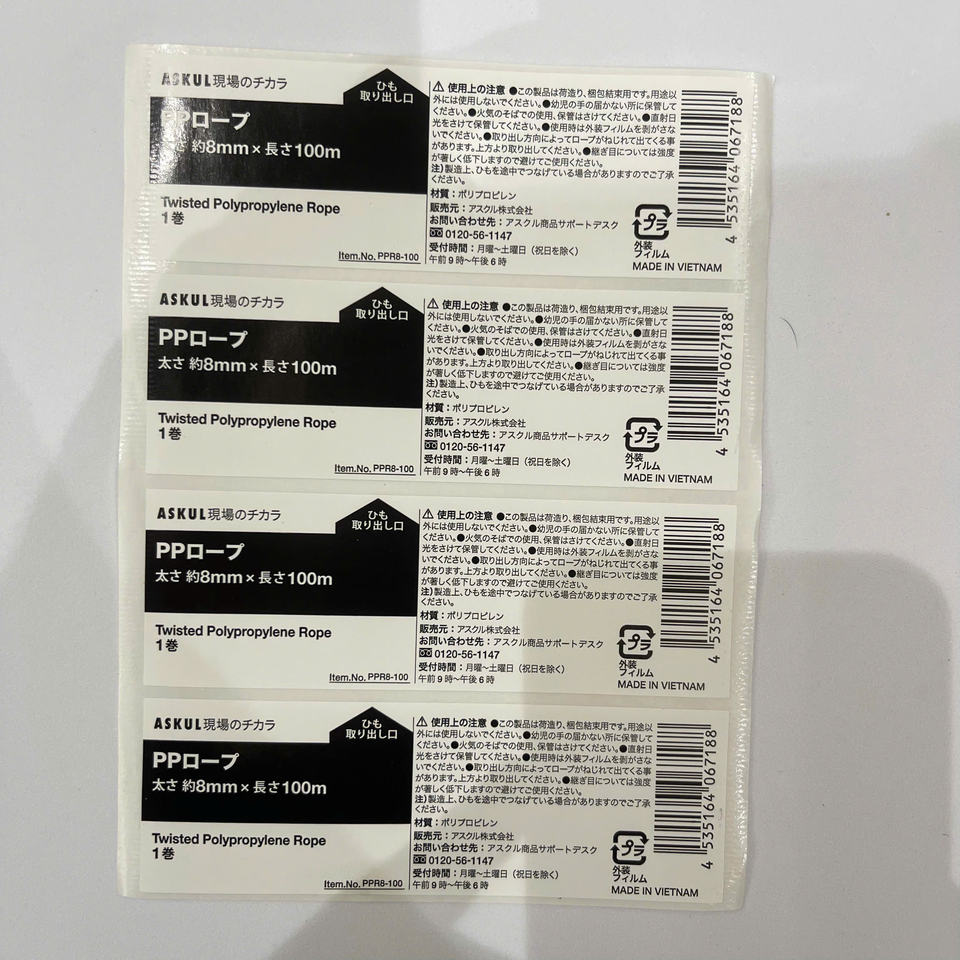 ASKUL現場のチカラ
ひも
取り出し口
PPロープ
太さ 約8mm×長さ100m
Twisted Polypropylene Rope
1巻
Item.No. PPR8-100
⚠ 使用上の注意 ●この製品は荷造り、梱包結束用です。用途以
外には使用しないでください。●幼児の手の届かない所に保管して
ください。●火気のそばでの使用、保管はさけてください。●直射日
光をさけて保管してください。●使用時は外装フィルムを剥がさな
いでください。●取り出し方向によってロープがねじれて出てくる事
があります。上方より取り出してください。●継ぎ目については強度
が著しく低下しますので避けてご使用ください。
注)製造上、ひもを途中でつなげている場合がありますのでご了承
ください。
材質：ポリプロピレン
販売元：アスクル株式会社
お問い合わせ先：アスクル商品サポートデスク
0120-56-1147
受付時間：月曜～土曜日（祝日を除く）
午前9時～午後6時
プラ
外装
フィルム
MADE IN VIETNAM
4 535164 067188
ASKUL現場のチカラ
ひも
取り出し口
PPロープ
太さ 約8mm×長さ100m
Twisted Polypropylene Rope
1巻
Item.No. PPR8-100
⚠ 使用上の注意 ●この製品は荷造り、梱包結束用です。用途以
外には使用しないでください。●幼児の手の届かない所に保管して
ください。●火気のそばでの使用、保管はさけてください。●直射日
光をさけて保管してください。●使用時は外装フィルムを剥がさな
いでください。●取り出し方向によってロープがねじれて出てくる事
があります。上方より取り出してください。●継ぎ目については強度
が著しく低下しますので避けてご使用ください。
注)製造上、ひもを途中でつなげている場合がありますのでご了承
ください。
材質：ポリプロピレン
販売元：アスクル株式会社
お問い合わせ先：アスクル商品サポートデスク
0120-56-1147
受付時間：月曜～土曜日（祝日を除く）
午前9時～午後6時
プラ
外装
フィルム
MADE IN VIETNAM
4 535164 067188
ASKUL現場のチカラ
ひも
取り出し口
PPロープ
太さ 約8mm×長さ100m
Twisted Polypropylene Rope
1巻
Item.No. PPR8-100
⚠ 使用上の注意 ●この製品は荷造り、梱包結束用です。用途以
外には使用しないでください。●幼児の手の届かない所に保管して
ください。●火気のそばでの使用、保管はさけてください。●直射日
光をさけて保管してください。●使用時は外装フィルムを剥がさな
いでください。●取り出し方向によってロープがねじれて出てくる事
があります。上方より取り出してください。●継ぎ目については強度
が著しく低下しますので避けてご使用ください。
注)製造上、ひもを途中でつなげている場合がありますのでご了承
ください。
材質：ポリプロピレン
販売元：アスクル株式会社
お問い合わせ先：アスクル商品サポートデスク
0120-56-1147
受付時間：月曜～土曜日（祝日を除く）
午前9時～午後6時
プラ
外装
フィルム
MADE IN VIETNAM
4 535164 067188
ASKUL現場のチカラ
ひも
取り出し口
PPロープ
太さ 約8mm×長さ100m
Twisted Polypropylene Rope
1巻
Item.No. PPR8-100
⚠ 使用上の注意 ●この製品は荷造り、梱包結束用です。用途以
外には使用しないでください。●幼児の手の届かない所に保管して
ください。●火気のそばでの使用、保管はさけてください。●直射日
光をさけて保管してください。●使用時は外装フィルムを剥がさな
いでください。●取り出し方向によってロープがねじれて出てくる事
があります。上方より取り出してください。●継ぎ目については強度
が著しく低下しますので避けてご使用ください。
注)製造上、ひもを途中でつなげている場合がありますのでご了承
ください。
材質：ポリプロピレン
販売元：アスクル株式会社
お問い合わせ先：アスクル商品サポートデスク
0120-56-1147
受付時間：月曜～土曜日（祝日を除く）
午前9時～午後6時
プラ
外装
フィルム
MADE IN VIETNAM
4 535164 067188